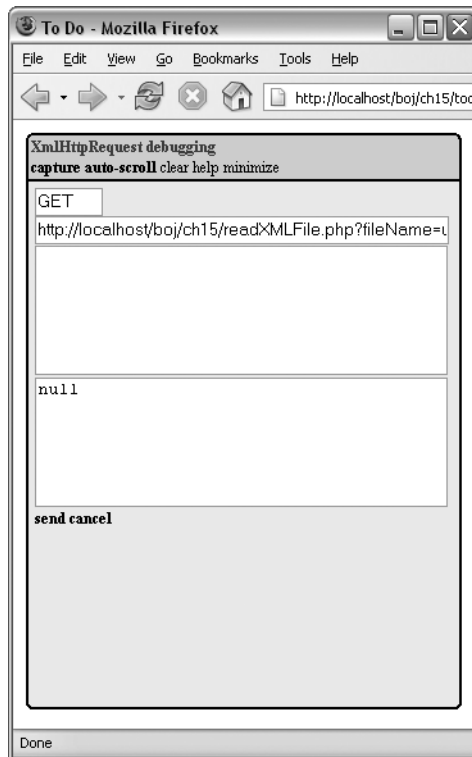 To Do - Mozilla Firefox
File Edit View Go Bookmarks Tools Help
http://localhost/boj/ch15/too
XmlHttpRequest debugging
capture auto-scroll clear help minimize
GET
http://localhost/boj/ch15/readXMLFile.php?fileName=u
null
send cancel
Done